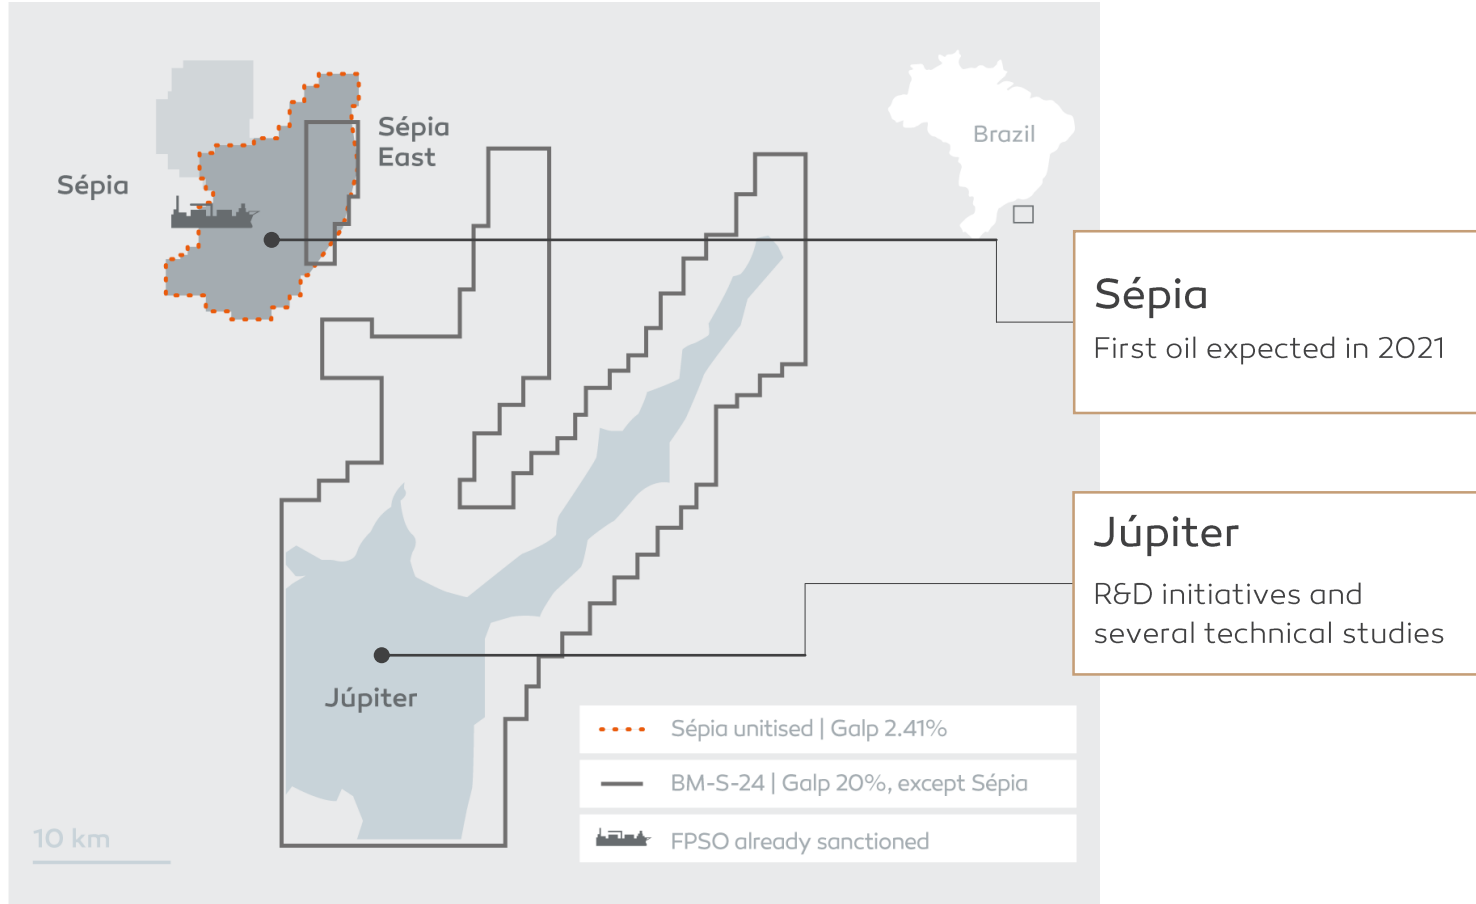 Sépia
East
Sépia
Brazil
Sépia
First oil expected in 2021
Júpiter
R&D initiatives and
several technical studies
Júpiter
Sépia unitised | Galp 2.41%
BM-S-24 | Galp 20%, except Sépia
FPSO already sanctioned
10 km